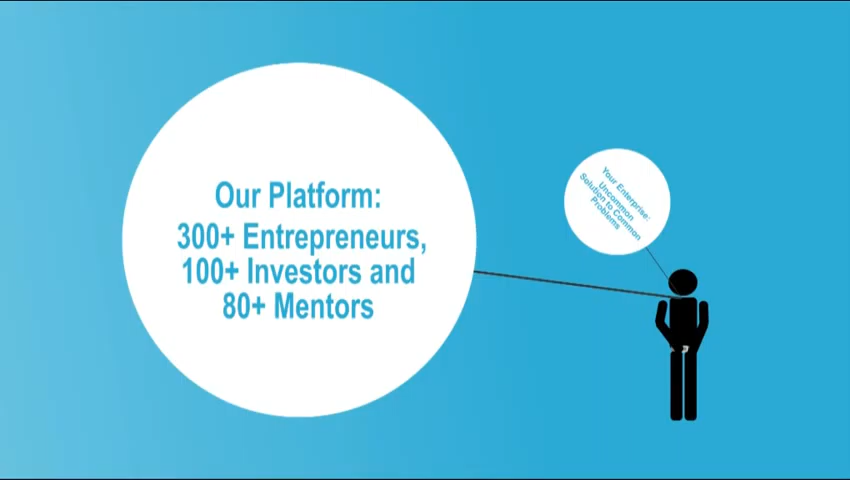 Our Platform:
300+ Entrepreneurs,
100+ Investors and
80+ Mentors
Your Enterprise:
Uncommon
Solution to Common
Problems